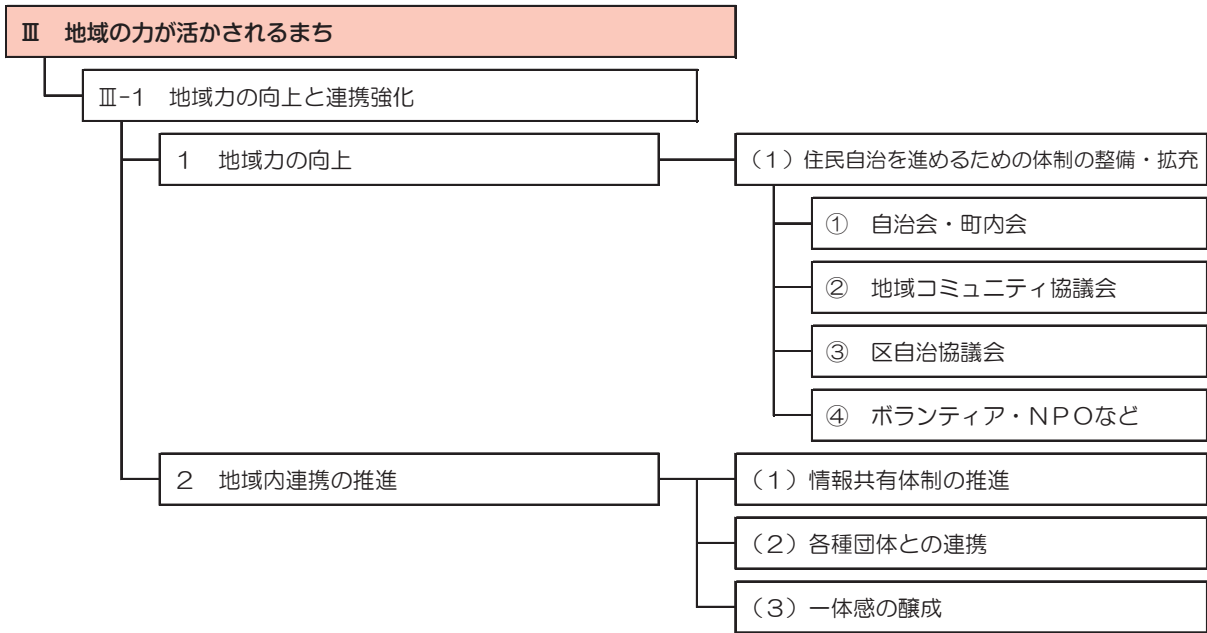 Ⅲ　地域の力が活かされるまち
Ⅲ-1　地域力の向上と連携強化
1　地域力の向上
（1）住民自治を進めるための体制の整備・拡充
①　自治会・町内会
②　地域コミュニティ協議会
③　区自治協議会
④　ボランティア・ＮＰＯなど
2　地域内連携の推進
（1）情報共有体制の推進
（2）各種団体との連携
（3）一体感の醸成